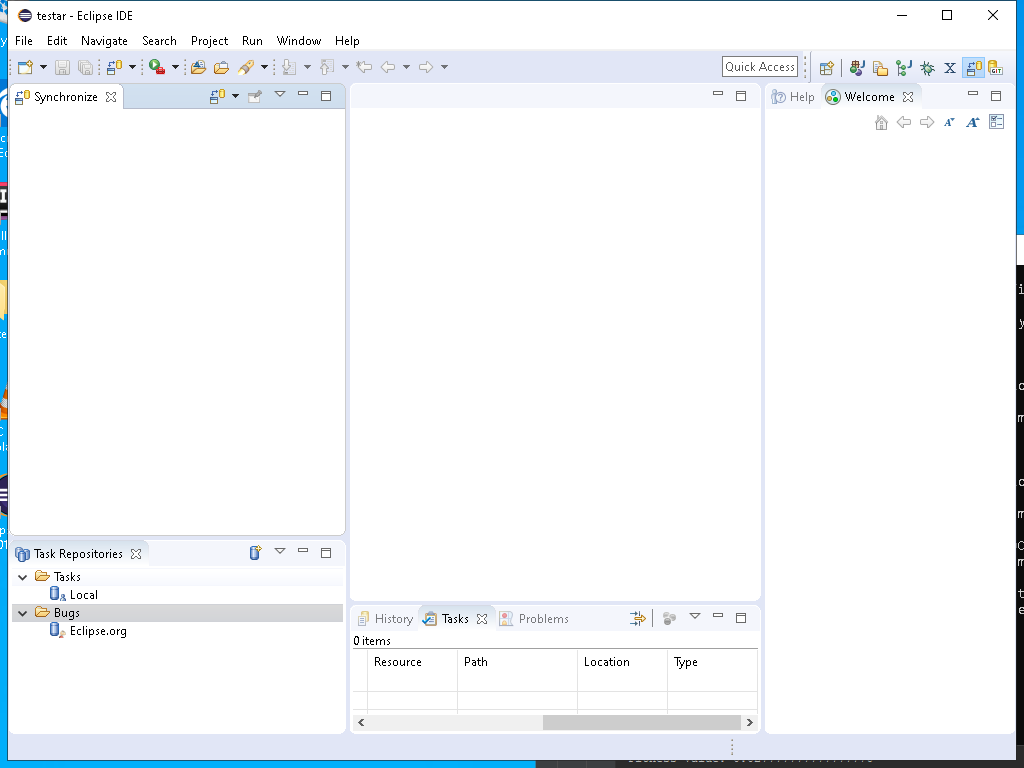 testar - Eclipse IDE
File Edit Navigate Search Project Run Window Help
Quick Access
Synchronize
Help Welcome
Task Repositories
Tasks
Local
Bugs
Eclipse.org
History Tasks Problems
0 items
Resource Path Location Type